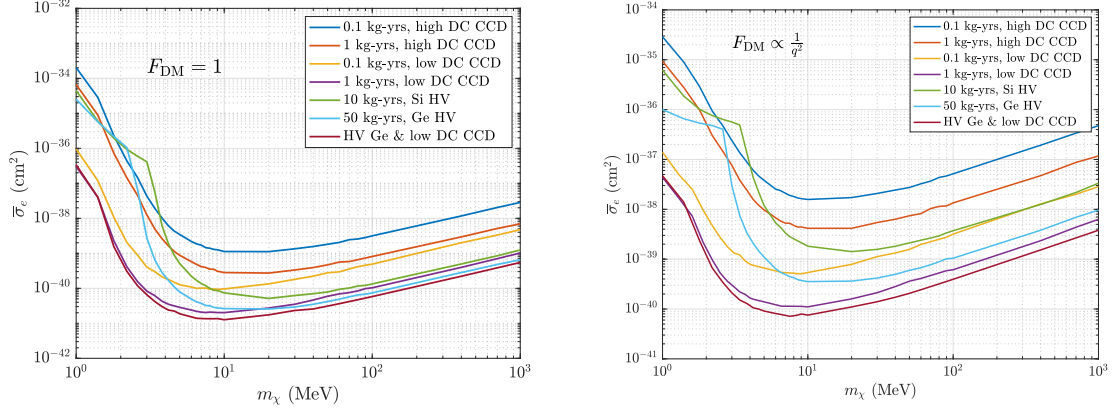 10^{-32}
10^{-34}
10^{-36}
10^{-38}
10^{-40}
10^{-42}
\overline{σ}_e (cm^2)
F_{DM} = 1
0.1 kg-yrs, high DC CCD
1 kg-yrs, high DC CCD
0.1 kg-yrs, low DC CCD
1 kg-yrs, low DC CCD
10 kg-yrs, Si HV
50 kg-yrs, Ge HV
HV Ge & low DC CCD
10^0 10^1 10^2 10^3
m_χ (MeV)
10^{-34}
10^{-35}
10^{-36}
10^{-37}
10^{-38}
10^{-39}
10^{-40}
10^{-41}
\overline{σ}_e (cm^2)
F_{DM} ∝ \frac{1}{q^2}
0.1 kg-yrs, high DC CCD
1 kg-yrs, high DC CCD
0.1 kg-yrs, low DC CCD
1 kg-yrs, low DC CCD
10 kg-yrs, Si HV
50 kg-yrs, Ge HV
HV Ge & low DC CCD
10^0 10^1 10^2 10^3
m_χ (MeV)